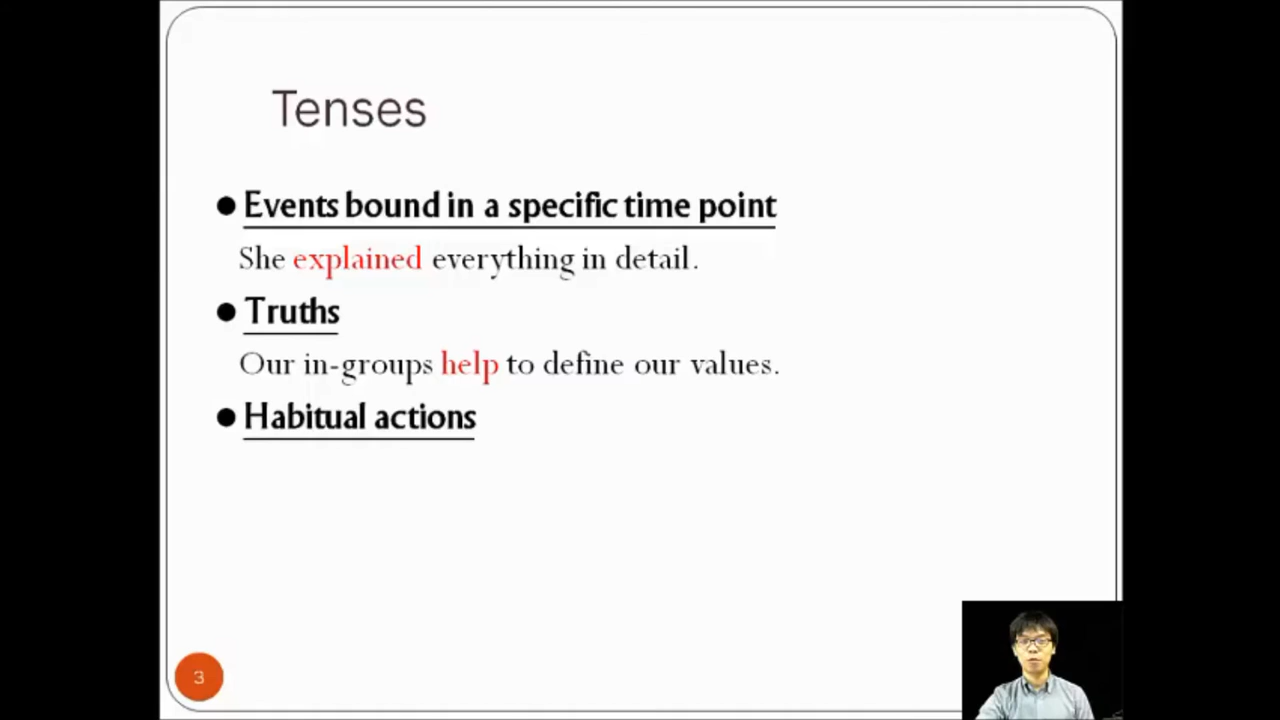 Tenses
● Events bound in a specific time point
She explained everything in detail.
● Truths
Our in-groups help to define our values.
● Habitual actions
3